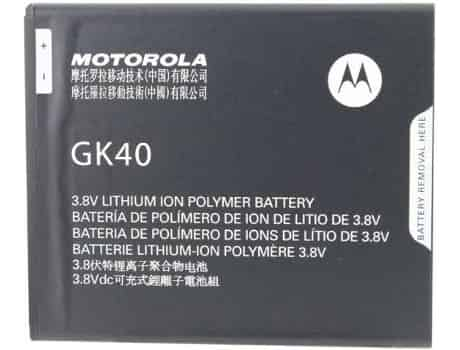 MOTOROLA
摩托罗拉移动技术(中国)有限公司
摩托羅拉移動技術(中國)有限公司
GK40
3.8V LITHIUM ION POLYMER BATTERY
BATERÍA DE POLÍMERO DE ION DE LITIO DE 3.8V
BATERIA DE POLÍMERO DE IONS DE LÍTIO DE 3.8V
BATTERIE LITHIUM-ION POLYMÈRE 3.8V
3.8伏特锂离子聚合物电池
3.8Vdc可充式鋰離子電池組
BATTERY REMOVAL HERE
+
−